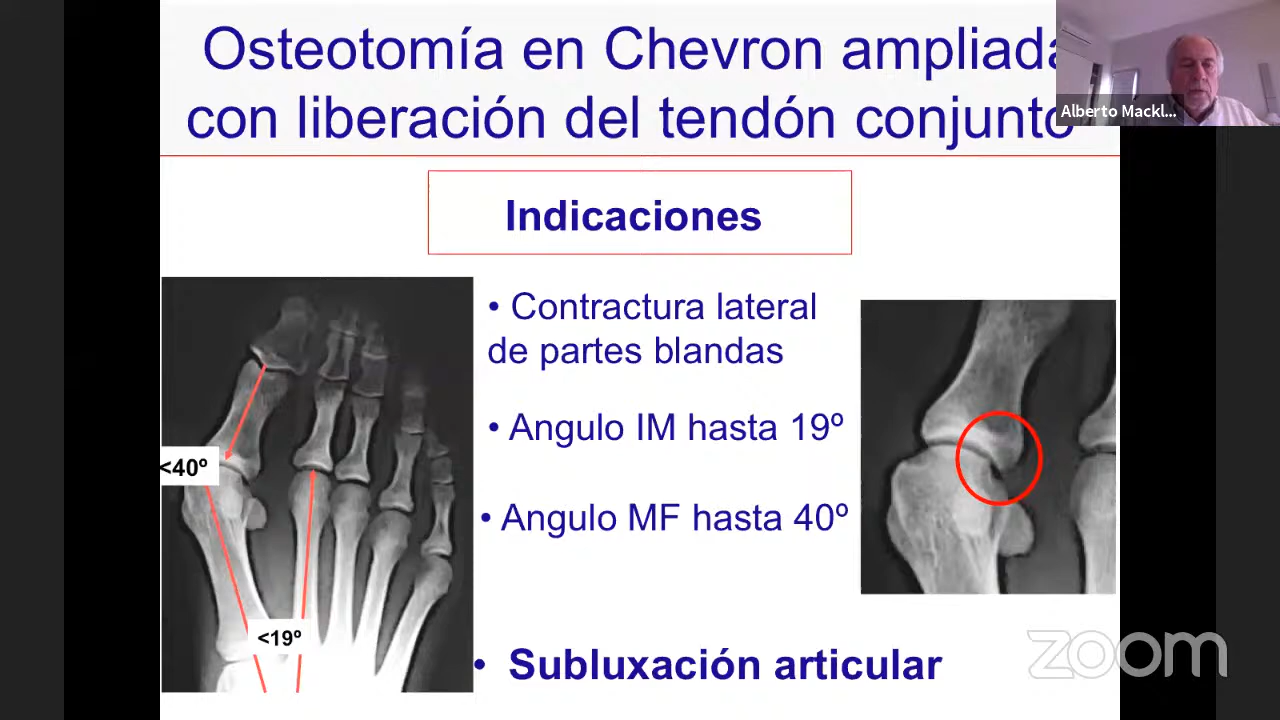 Osteotomía en Chevron ampliada
con liberación del tendón conjunto
Alberto Mackl...
Indicaciones
• Contractura lateral
de partes blandas
• Angulo IM hasta 19º
<40º
• Angulo MF hasta 40º
<19º
• Subluxación articular
zoom